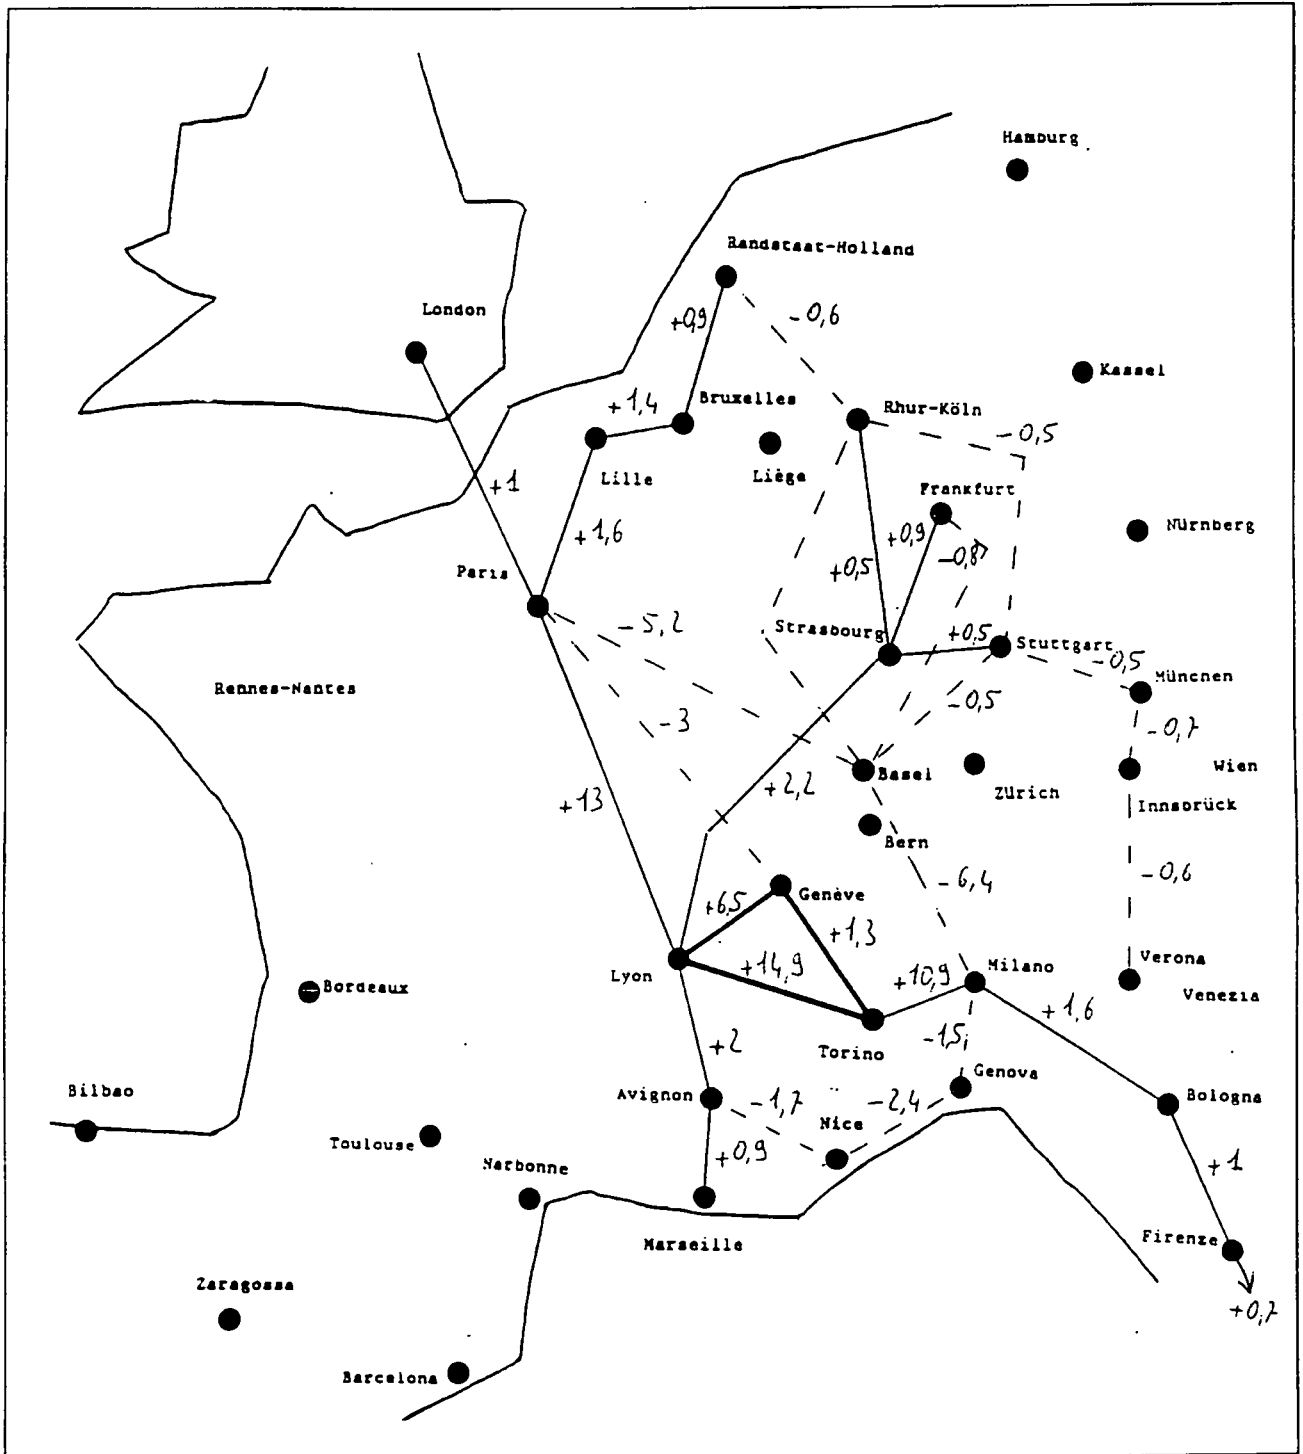 Hamburg
Randstaat-Holland
London
- 0,6
+0,9
Kassel
+1,4
Bruxelles
Rhur-Köln
- 0,5
Lille
Liège
+1
Frankfurt
+1,6
+0,9
Nürnberg
-0,8
+0,5
Paris
- 5,2
Strasbourg
+0,5
Stuttgart
-0,5
München
Rennes-Nantes
-0,5
- 3
-0,7
Basel
+2,2
Zürich
Wien
+13
Innsbrück
Bern
- 6,4
-0,6
Genève
+6,5
+1,3
+14,9
+10,9
Milano
Verona
Lyon
Bordeaux
Venezia
+1,6
+2
Torino
-1,5
Genova
Bilbao
Avignon
-1,7
-2,4
Bologna
Nice
Toulouse
Narbonne
+0,9
+1
Marseille
Firenze
Zaragossa
+0,7
Barcelona